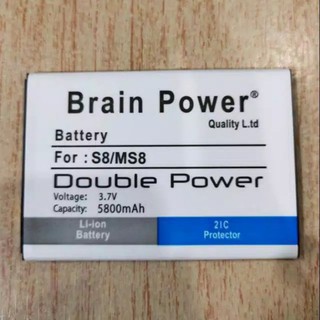 Brain Power®
Quality L.td
Battery
For : S8/MS8
Double Power
Voltage: 3.7V
Capacity: 5800mAh
Li-ion Battery
2IC Protector